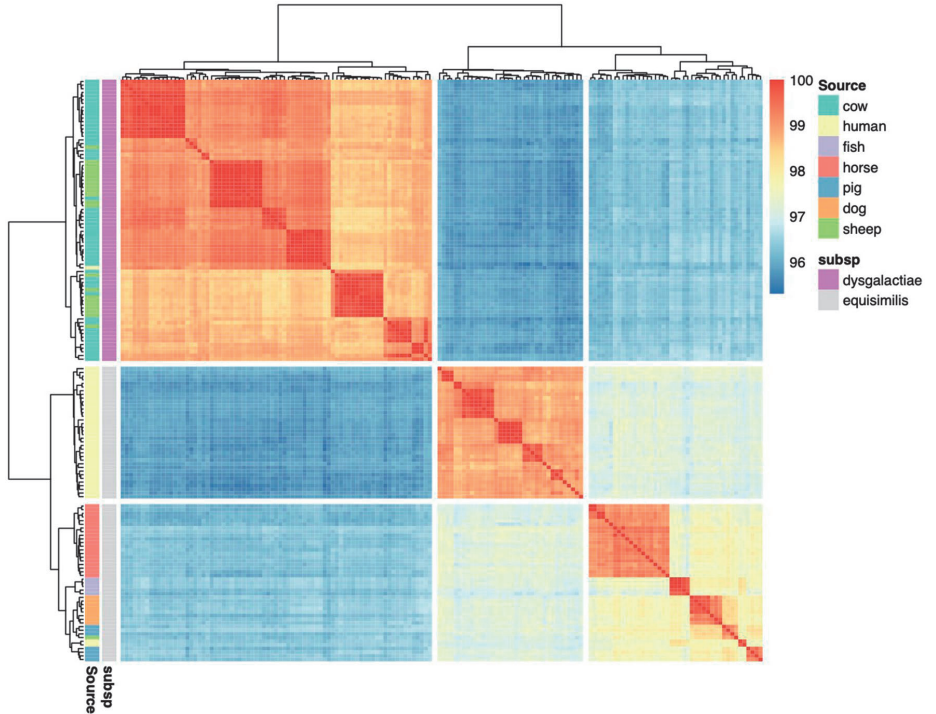 100
99
98
97
96
Source
cow
human
fish
horse
pig
dog
sheep
subsp
dysgalactiae
equisimilis
Source
subsp